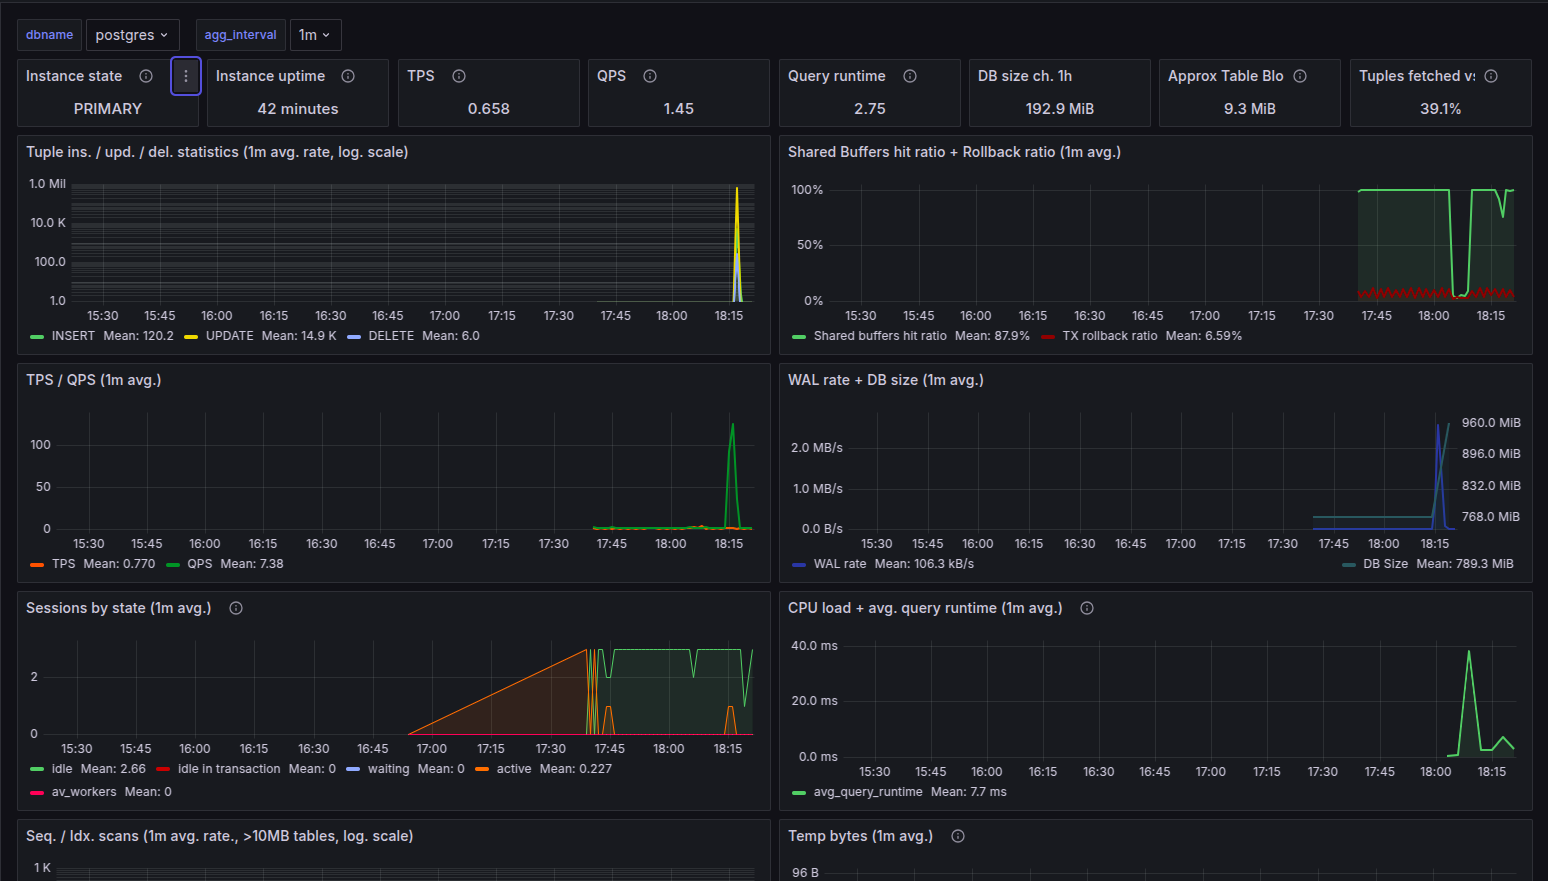 dbname postgres agg_interval 1m
Instance state
PRIMARY
Instance uptime
42 minutes
TPS
0.658
QPS
1.45
Query runtime
2.75
DB size ch. 1h
192.9 MiB
Approx Table Blo
9.3 MiB
Tuples fetched vs
39.1%
Tuple ins. / upd. / del. statistics (1m avg. rate, log. scale)
1.0 Mil
10.0 K
100.0
1.0
15:30 15:45 16:00 16:15 16:30 16:45 17:00 17:15 17:30 17:45 18:00 18:15
INSERT Mean: 120.2 UPDATE Mean: 14.9 K DELETE Mean: 6.0
Shared Buffers hit ratio + Rollback ratio (1m avg.)
100%
50%
0%
15:30 15:45 16:00 16:15 16:30 16:45 17:00 17:15 17:30 17:45 18:00 18:15
Shared buffers hit ratio Mean: 87.9% TX rollback ratio Mean: 6.59%
TPS / QPS (1m avg.)
100
50
0
15:30 15:45 16:00 16:15 16:30 16:45 17:00 17:15 17:30 17:45 18:00 18:15
TPS Mean: 0.770 QPS Mean: 7.38
WAL rate + DB size (1m avg.)
960.0 MiB
2.0 MB/s
896.0 MiB
1.0 MB/s
832.0 MiB
0.0 B/s
768.0 MiB
15:30 15:45 16:00 16:15 16:30 16:45 17:00 17:15 17:30 17:45 18:00 18:15
WAL rate Mean: 106.3 kB/s DB Size Mean: 789.3 MiB
Sessions by state (1m avg.)
2
0
15:30 15:45 16:00 16:15 16:30 16:45 17:00 17:15 17:30 17:45 18:00 18:15
idle Mean: 2.66 idle in transaction Mean: 0 waiting Mean: 0 active Mean: 0.227
av_workers Mean: 0
CPU load + avg. query runtime (1m avg.)
40.0 ms
20.0 ms
0.0 ms
15:30 15:45 16:00 16:15 16:30 16:45 17:00 17:15 17:30 17:45 18:00 18:15
avg_query_runtime Mean: 7.7 ms
Seq. / Idx. scans (1m avg. rate., >10MB tables, log. scale)
1 K
Temp bytes (1m avg.)
96 B